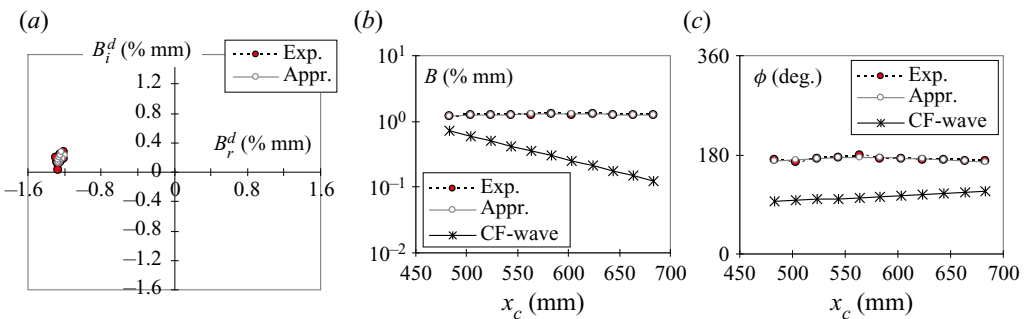 (a)
B_i^d (% mm)
Exp.
Appr.
1.2
0.8
0.4
0
−0.4
−0.8
−1.2
−1.6
B_r^d (% mm)
−1.6 −0.8 0 0.8 1.6
(b)
B (% mm)
10^1
10^0
10^−1
10^−2
Exp.
Appr.
CF-wave
450 500 550 600 650 700
x_c (mm)
(c)
ϕ (deg.)
360
180
0
Exp.
Appr.
CF-wave
450 500 550 600 650 700
x_c (mm)